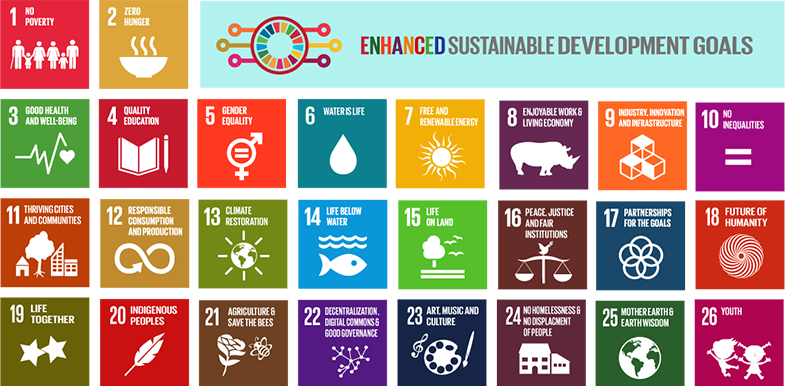 1 NO
POVERTY
2 ZERO
HUNGER
ENHANCED SUSTAINABLE DEVELOPMENT GOALS
3 GOOD HEALTH
AND WELL-BEING
4 QUALITY
EDUCATION
5 GENDER
EQUALITY
6 WATER IS LIFE
7 FREE AND
RENEWABLE ENERGY
8 ENJOYABLE WORK &
LIVING ECONOMY
9 INDUSTRY, INNOVATION
AND INFRASTRUCTURE
10 NO
INEQUALITIES
11 THRIVING CITIES
AND COMMUNITIES
12 RESPONSIBLE
CONSUMPTION
AND PRODUCTION
13 CLIMATE
RESTORATION
14 LIFE BELOW
WATER
15 LIFE
ON LAND
16 PEACE, JUSTICE
AND FAIR
INSTITUTIONS
17 PARTNERSHIPS
FOR THE GOALS
18 FUTURE OF
HUMANITY
19 LIFE
TOGETHER
20 INDIGENOUS
PEOPLES
21 AGRICULTURE &
SAVE THE BEES
22 DECENTRALIZATION,
DIGITAL COMMONS &
GOOD GOVERNANCE
23 ART, MUSIC AND
CULTURE
24 NO HOMELESSNESS &
NO DISPLACMENT
OF PEOPLE
25 MOTHER EARTH &
EARTH WISDOM
26 YOUTH